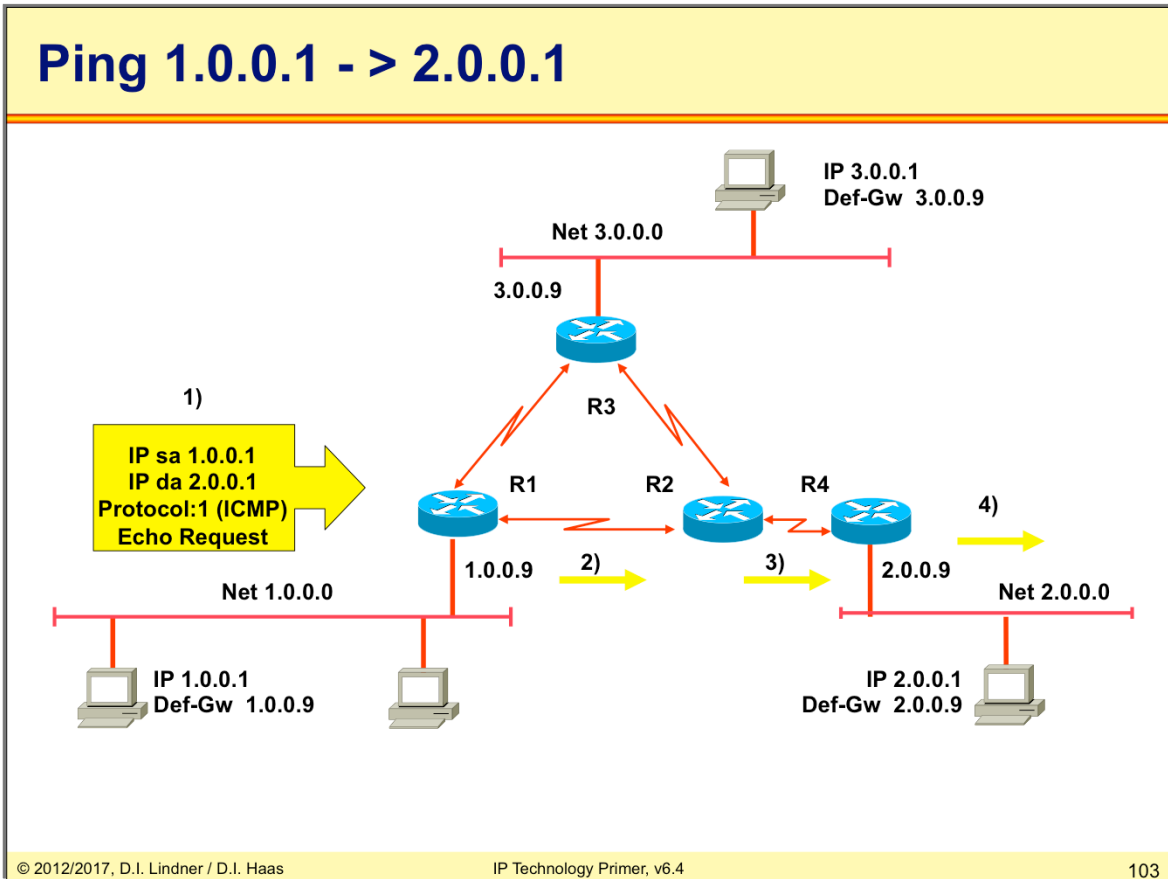 Ping 1.0.0.1 - > 2.0.0.1
IP 3.0.0.1
Def-Gw 3.0.0.9
Net 3.0.0.0
3.0.0.9
R3
1)
IP sa 1.0.0.1
IP da 2.0.0.1
Protocol:1 (ICMP)
Echo Request
R1
R2
R4
1.0.0.9
2)
3)
2.0.0.9
4)
Net 1.0.0.0
Net 2.0.0.0
IP 1.0.0.1
Def-Gw 1.0.0.9
IP 2.0.0.1
Def-Gw 2.0.0.9
© 2012/2017, D.I. Lindner / D.I. Haas
IP Technology Primer, v6.4
103